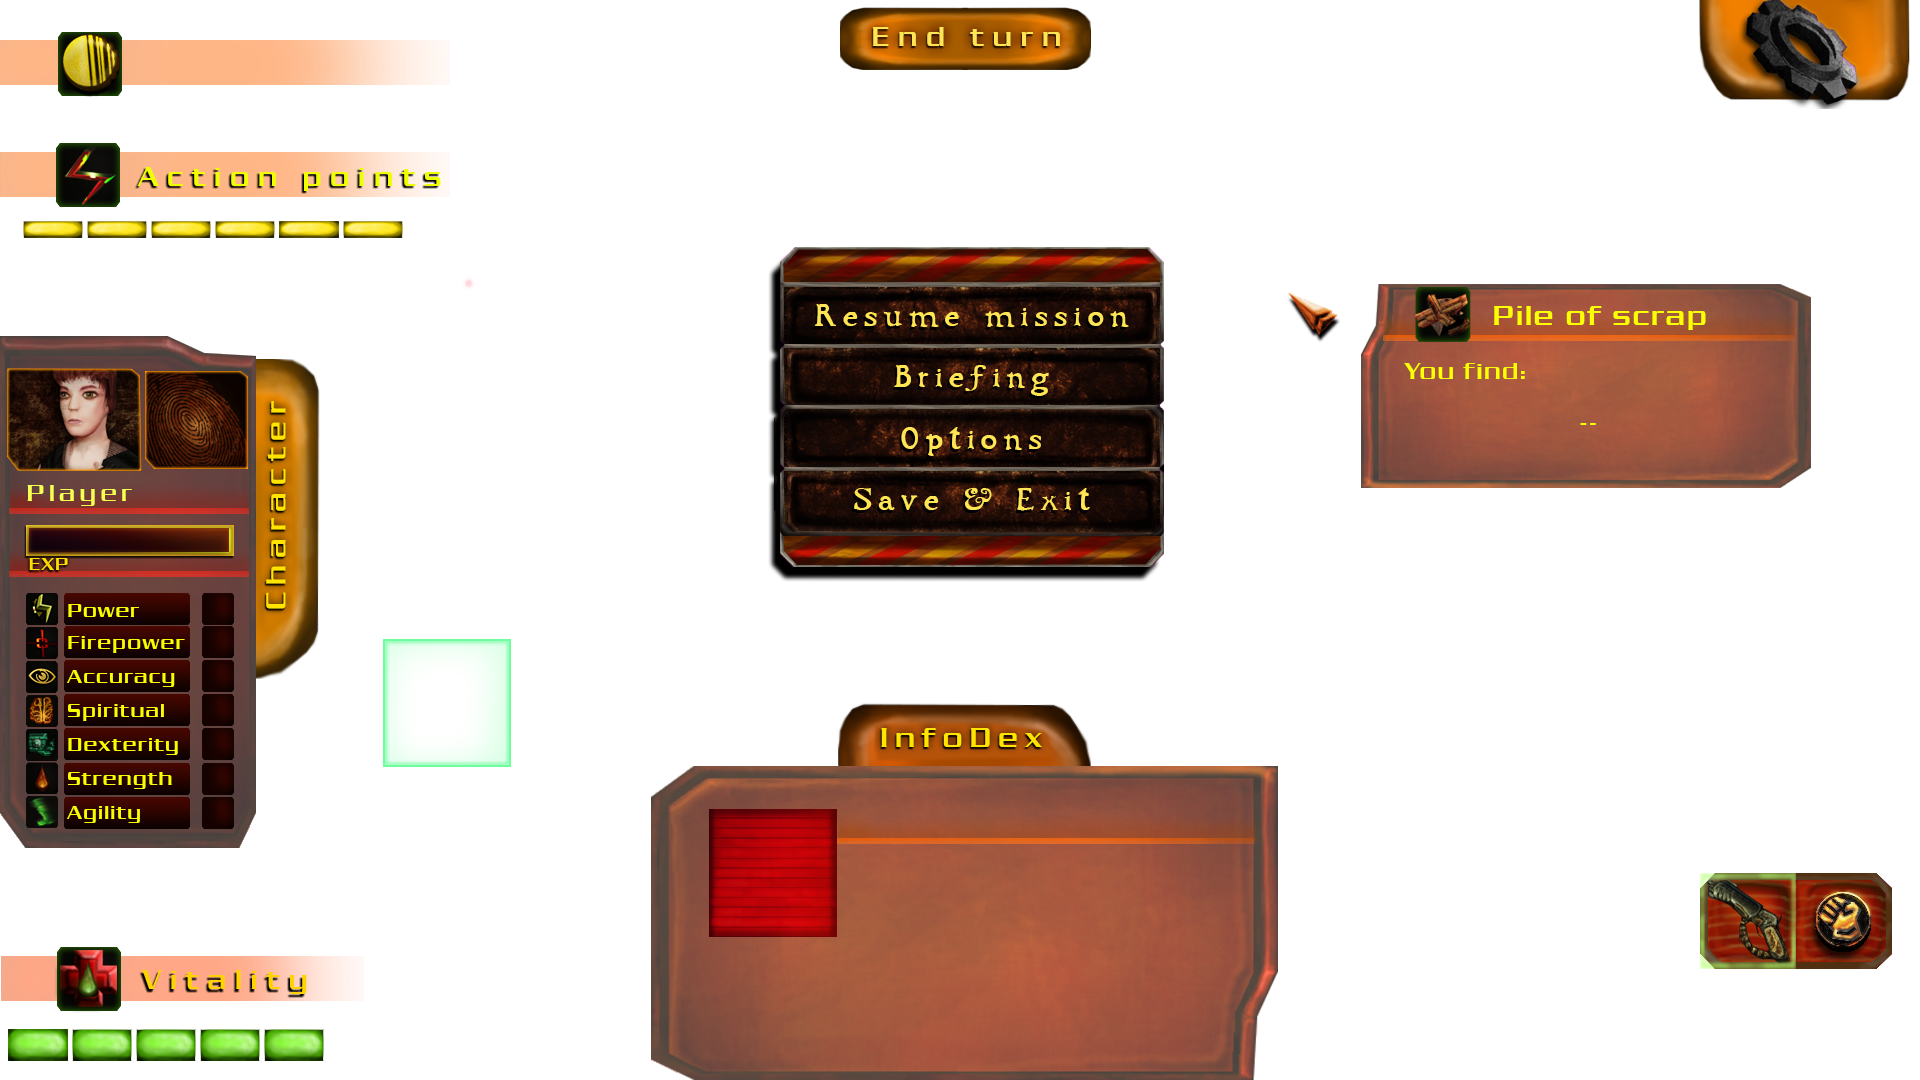 End turn
Action points
Resume mission
Briefing
Options
Save & Exit
Pile of scrap
You find:
--
Character
Player
EXP
Power
Firepower
Accuracy
Spiritual
Dexterity
Strength
Agility
InfoDex
Vitality